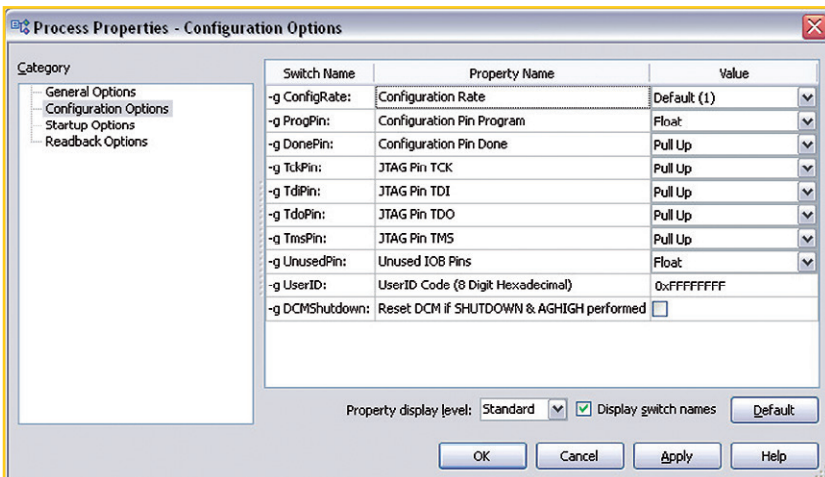 Process Properties - Configuration Options
Category
General Options
Configuration Options
Startup Options
Readback Options
Switch Name Property Name Value
-g ConfigRate: Configuration Rate Default (1)
-g ProgPin: Configuration Pin Program Float
-g DonePin: Configuration Pin Done Pull Up
-g TckPin: JTAG Pin TCK Pull Up
-g TdiPin: JTAG Pin TDI Pull Up
-g TdoPin: JTAG Pin TDO Pull Up
-g TmsPin: JTAG Pin TMS Pull Up
-g UnusedPin: Unused IOB Pins Float
-g UserID: UserID Code (8 Digit Hexadecimal) 0xFFFFFFFF
-g DCMShutdown: Reset DCM if SHUTDOWN & AGHIGH performed
Property display level: Standard Display switch names Default
OK Cancel Apply Help